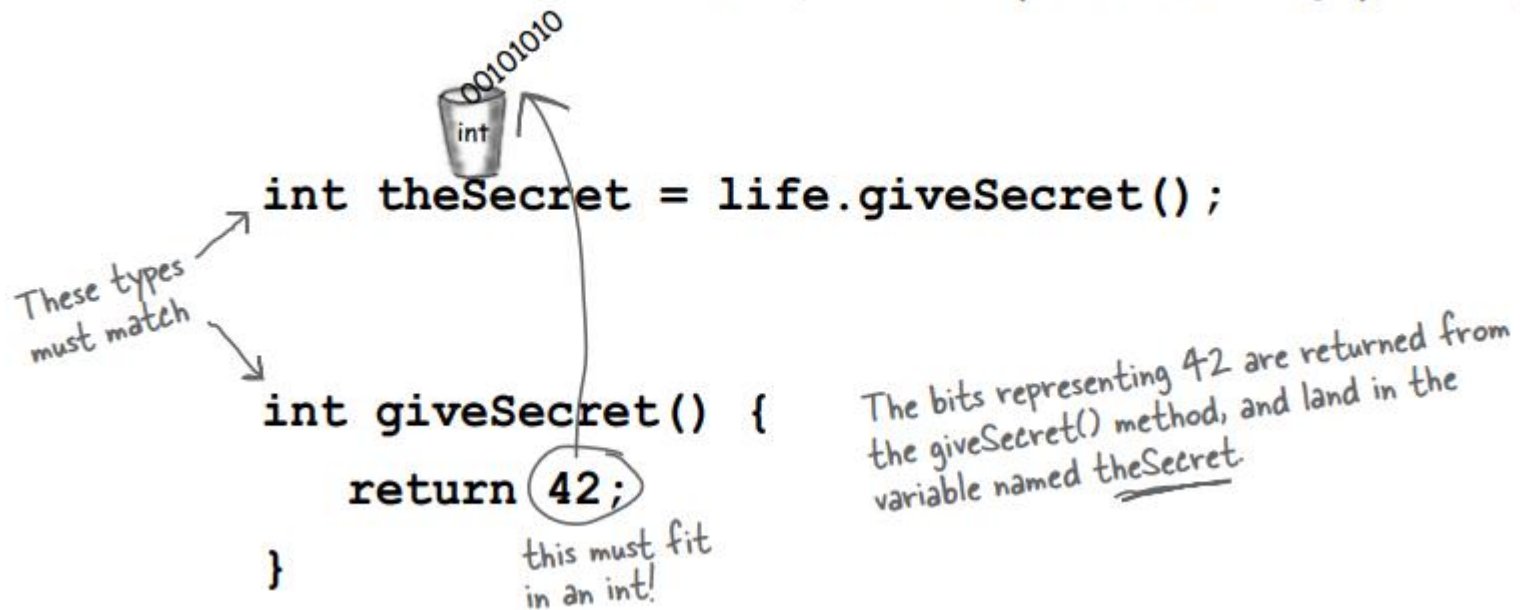 00101010
int
int theSecret = life.giveSecret();
These types
must match
int giveSecret() {
return 42;
}
this must fit
in an int!
The bits representing 42 are returned from
the giveSecret() method, and land in the
variable named theSecret.